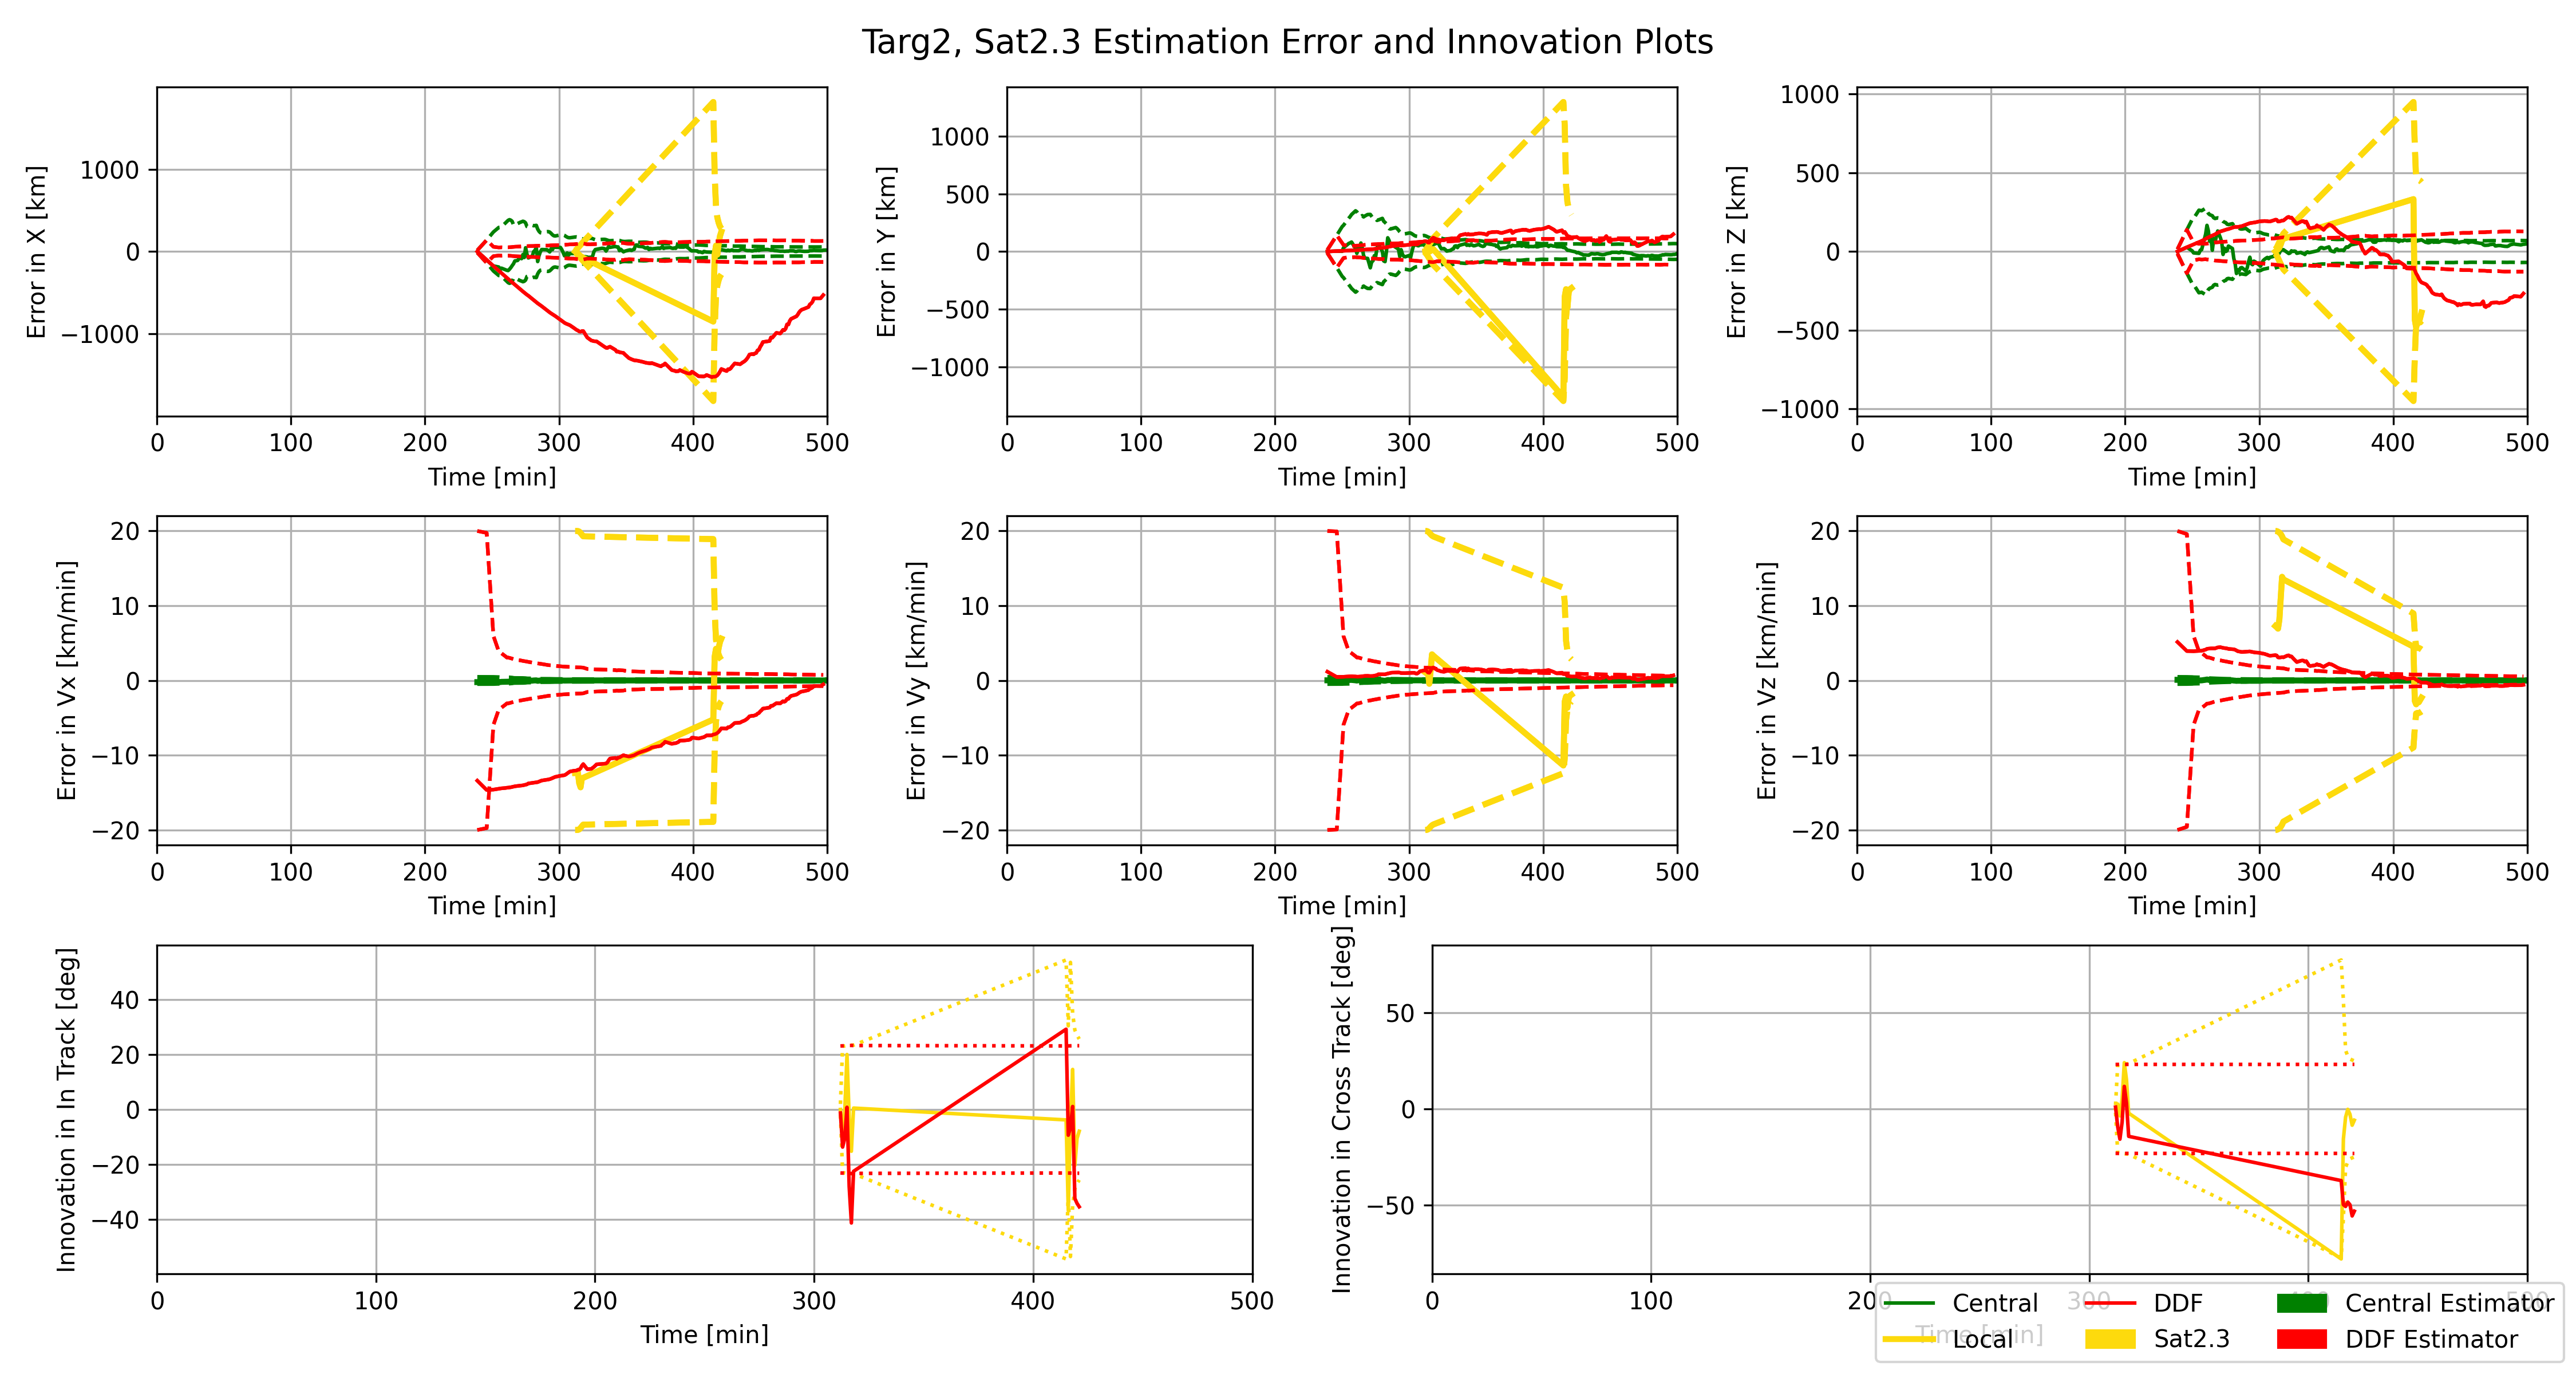 Targ2, Sat2.3 Estimation Error and Innovation Plots
Error in X [km]
1000
0
−1000
0 100 200 300 400 500
Time [min]
Error in Y [km]
1000
500
0
−500
−1000
0 100 200 300 400 500
Time [min]
Error in Z [km]
1000
500
0
−500
−1000
0 100 200 300 400 500
Time [min]
Error in Vx [km/min]
20
10
0
−10
−20
0 100 200 300 400 500
Time [min]
Error in Vy [km/min]
20
10
0
−10
−20
0 100 200 300 400 500
Time [min]
Error in Vz [km/min]
20
10
0
−10
−20
0 100 200 300 400 500
Time [min]
Innovation in In Track [deg]
40
20
0
−20
−40
0 100 200 300 400 500
Time [min]
Innovation in Cross Track [deg]
50
0
−50
0 100 200 300 400 500
Time [min]
Central DDF Central Estimator
Local Sat2.3 DDF Estimator